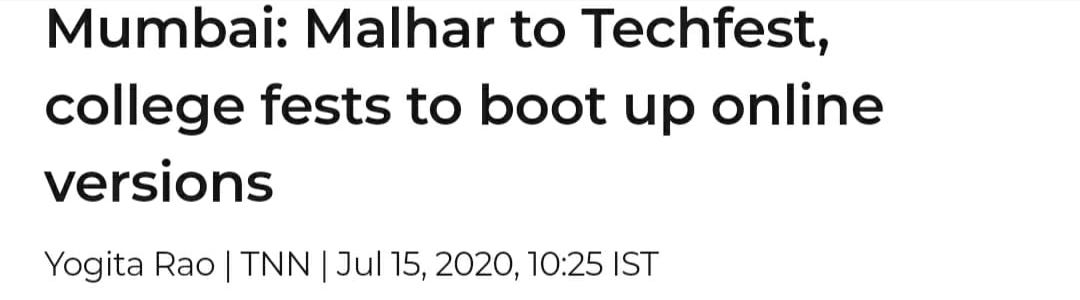 Mumbai: Malhar to Techfest,
college fests to boot up online
versions
Yogita Rao | TNN | Jul 15, 2020, 10:25 IST